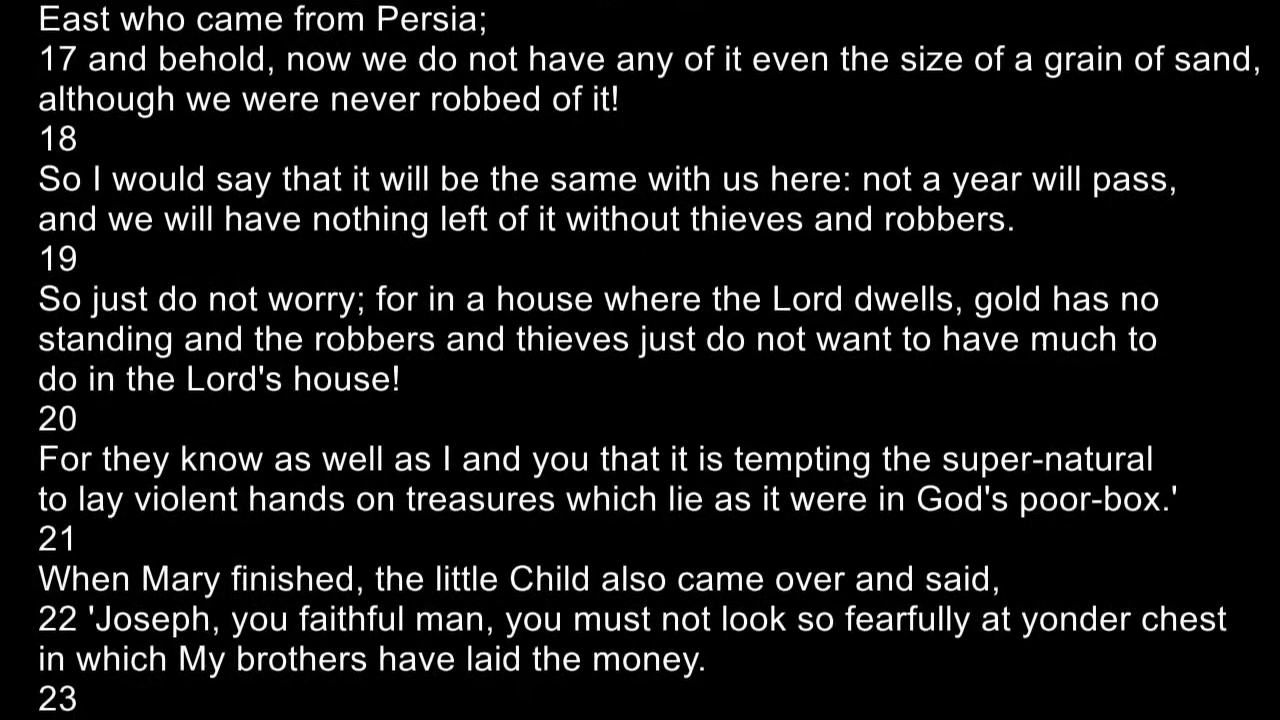 East who came from Persia;
17 and behold, now we do not have any of it even the size of a grain of sand,
although we were never robbed of it!
18
So I would say that it will be the same with us here: not a year will pass,
and we will have nothing left of it without thieves and robbers.
19
So just do not worry; for in a house where the Lord dwells, gold has no
standing and the robbers and thieves just do not want to have much to
do in the Lord's house!
20
For they know as well as I and you that it is tempting the super-natural
to lay violent hands on treasures which lie as it were in God's poor-box.'
21
When Mary finished, the little Child also came over and said,
22 'Joseph, you faithful man, you must not look so fearfully at yonder chest
in which My brothers have laid the money.
23